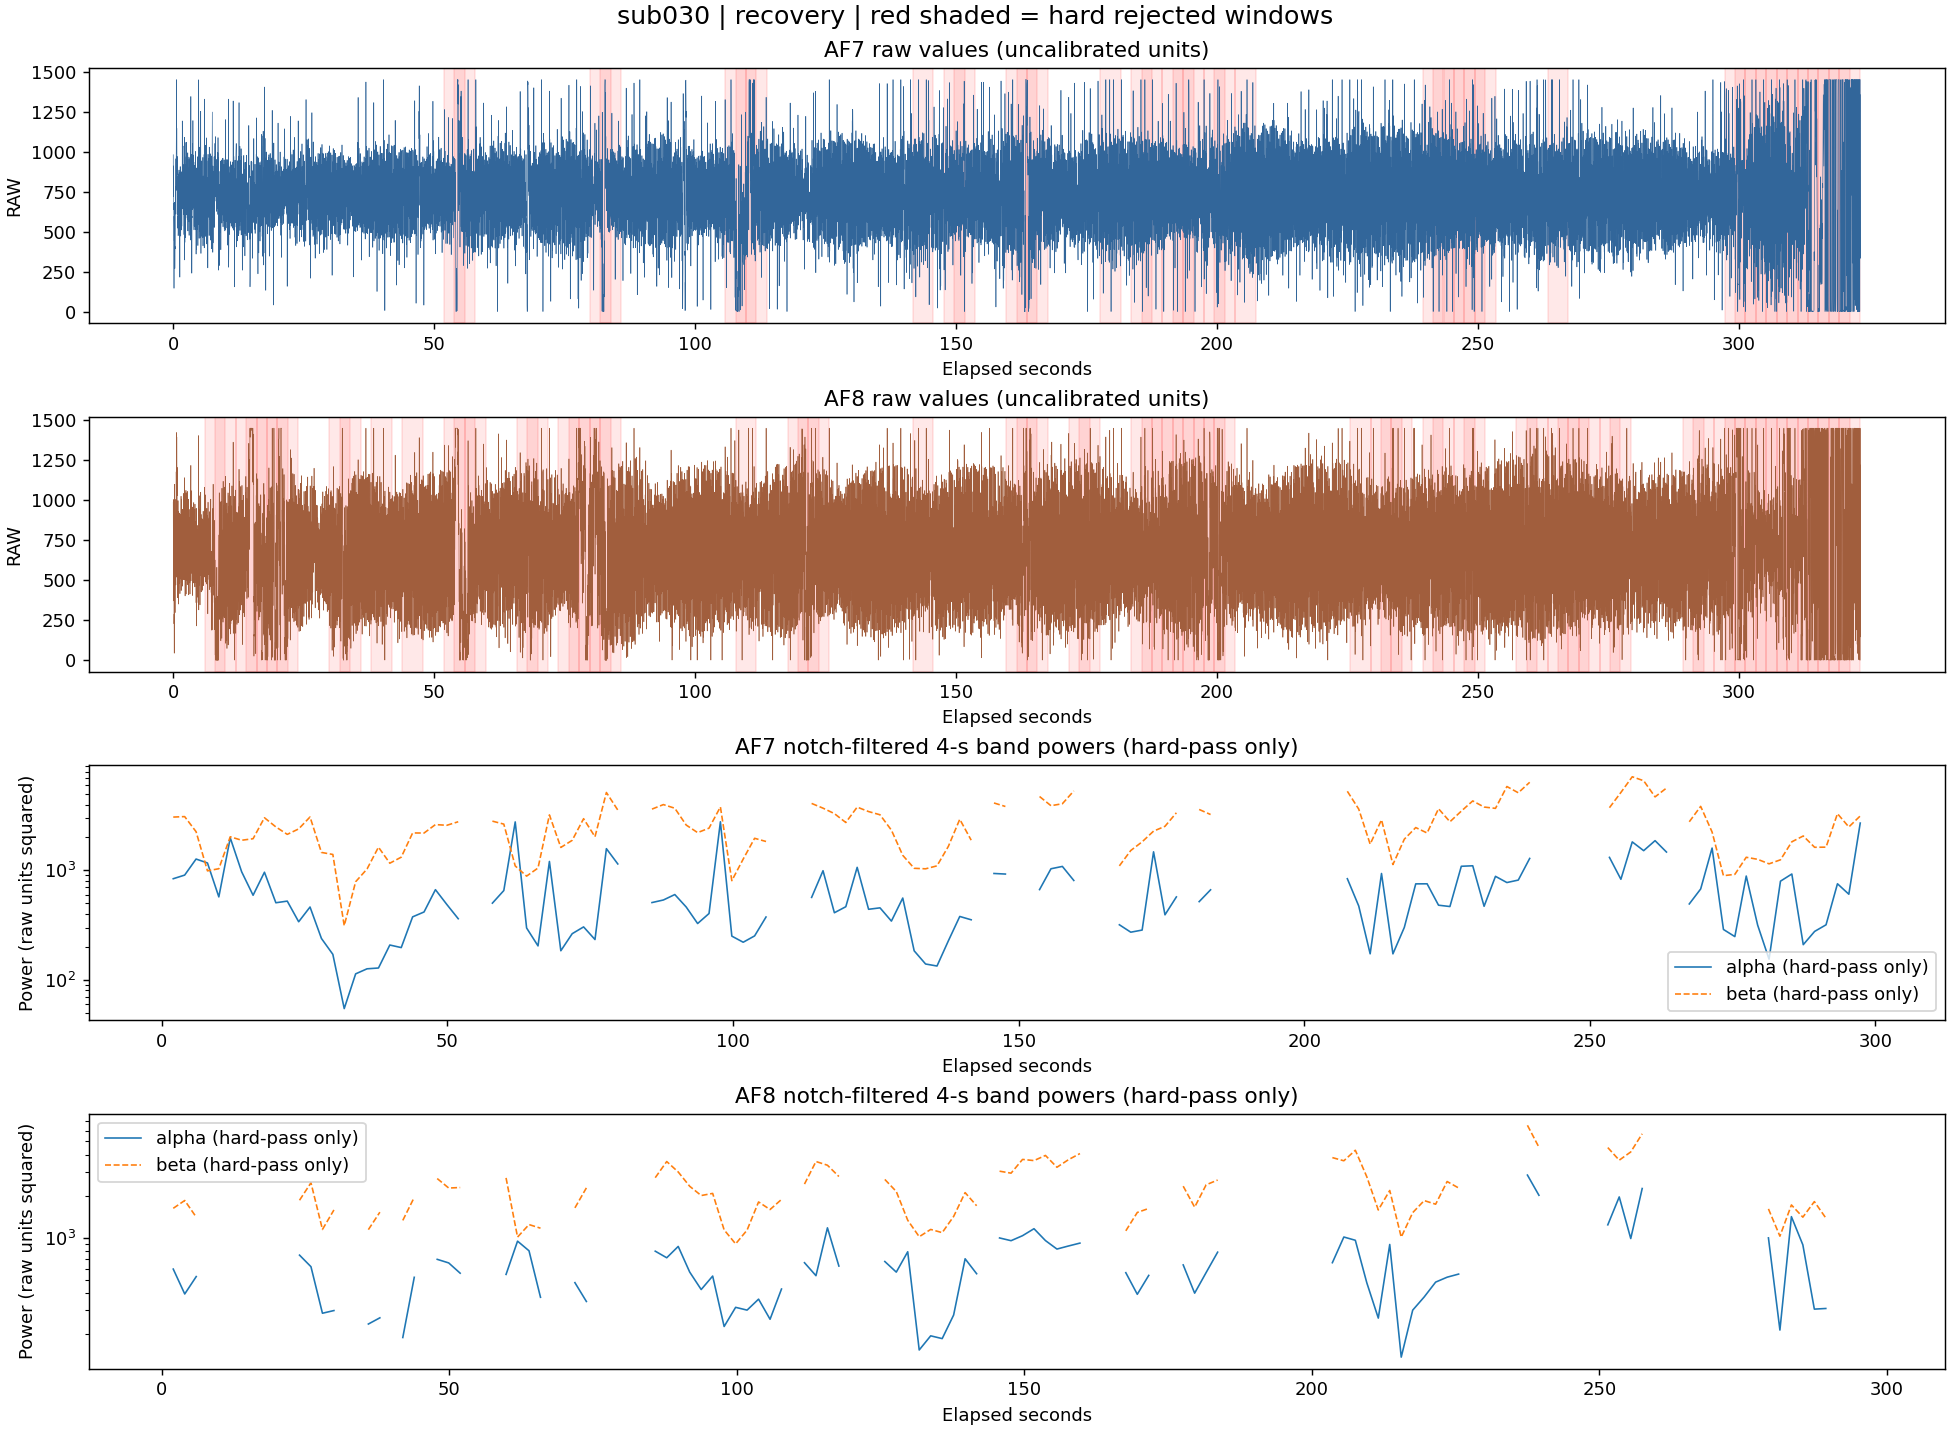 sub030 | recovery | red shaded = hard rejected windows
AF7 raw values (uncalibrated units)
1500
1250
1000
750
500
250
0
RAW
0 50 100 150 200 250 300
Elapsed seconds
AF8 raw values (uncalibrated units)
1500
1250
1000
750
500
250
0
RAW
0 50 100 150 200 250 300
Elapsed seconds
AF7 notch-filtered 4-s band powers (hard-pass only)
10³
10²
Power (raw units squared)
alpha (hard-pass only)
beta (hard-pass only)
0 50 100 150 200 250 300
Elapsed seconds
AF8 notch-filtered 4-s band powers (hard-pass only)
alpha (hard-pass only)
beta (hard-pass only)
10³
Power (raw units squared)
0 50 100 150 200 250 300
Elapsed seconds